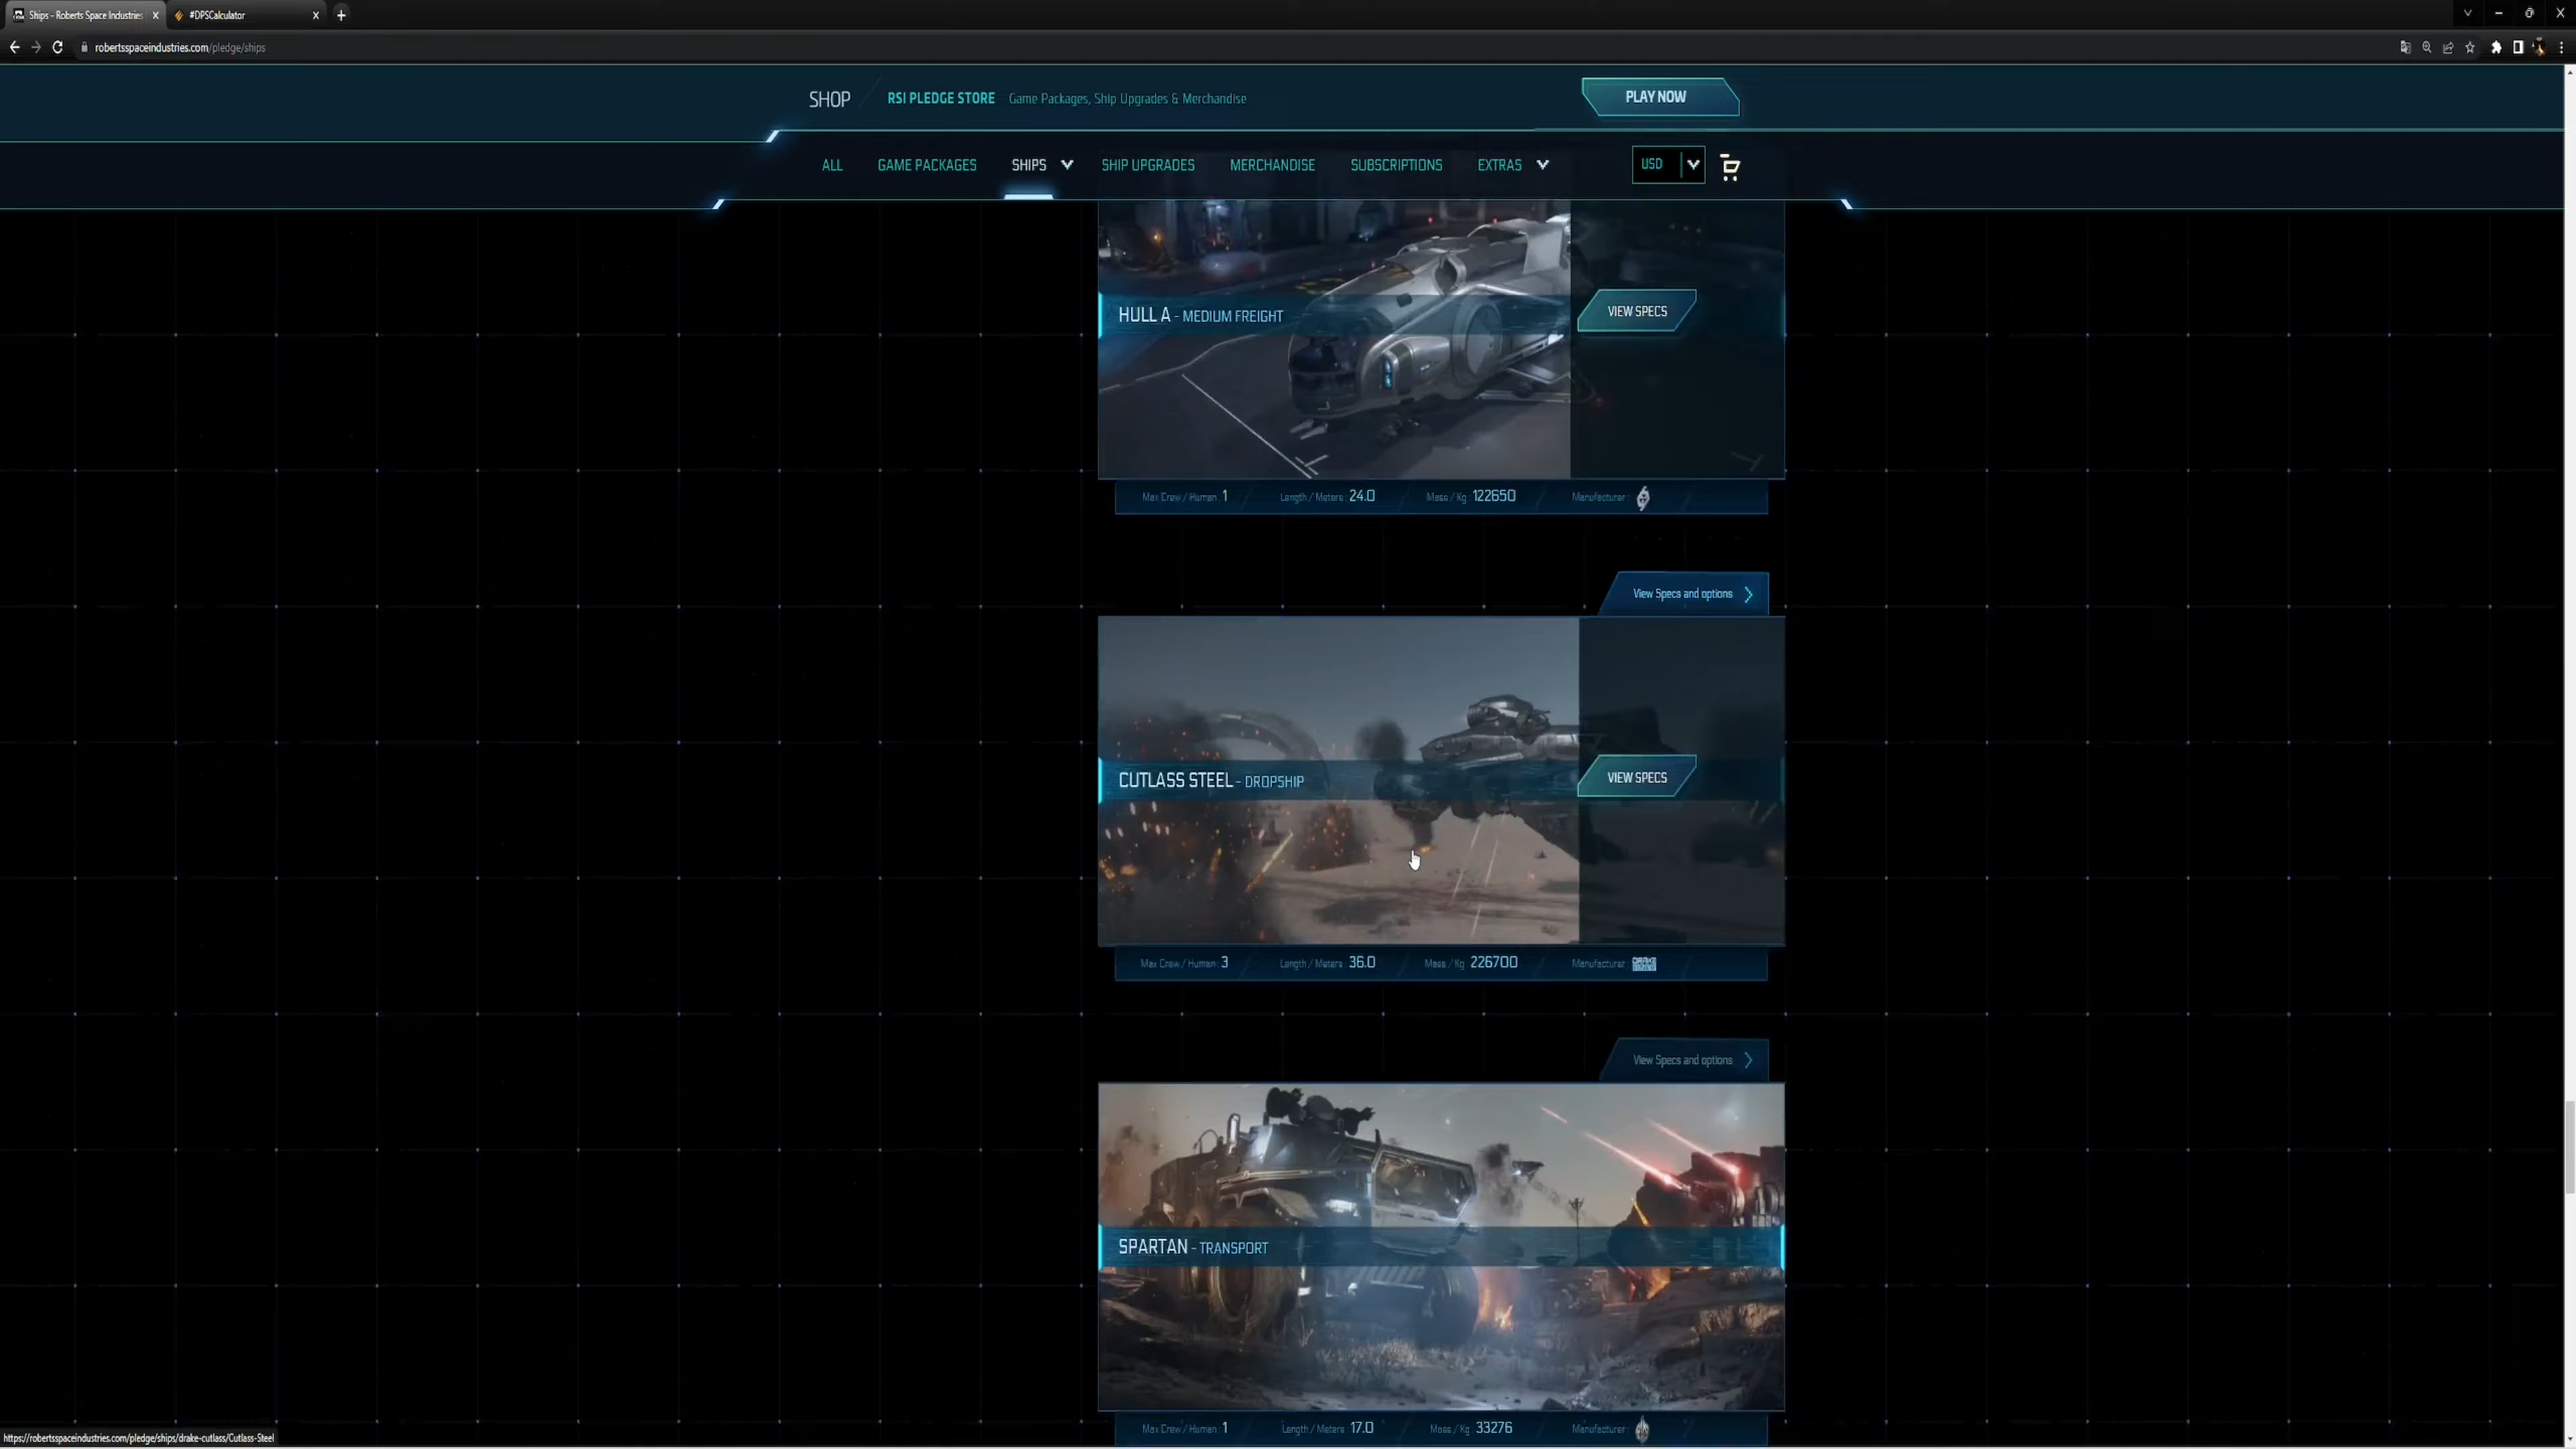 Ships - Roberts Space Industries
#DPSCalculator
robertsspaceindustries.com/pledge/ships
SHOP
RSI PLEDGE STORE
Game Packages, Ship Upgrades & Merchandise
PLAY NOW
ALL
GAME PACKAGES
SHIPS
SHIP UPGRADES
MERCHANDISE
SUBSCRIPTIONS
EXTRAS
USD
HULL A - MEDIUM FREIGHT
VIEW SPECS
Max Crew / Human : 1
Length / Meters : 24.0
Mass / Kg : 122650
Manufacturer :
View Specs and options
CUTLASS STEEL - DROPSHIP
VIEW SPECS
Max Crew / Human : 3
Length / Meters : 36.0
Mass / Kg : 226700
Manufacturer : DRAKE
View Specs and options
SPARTAN - TRANSPORT
Max Crew / Human : 1
Length / Meters : 17.0
Mass / Kg : 33276
Manufacturer :
https://robertsspaceindustries.com/pledge/ships/drake-cutlass/Cutlass-Steel